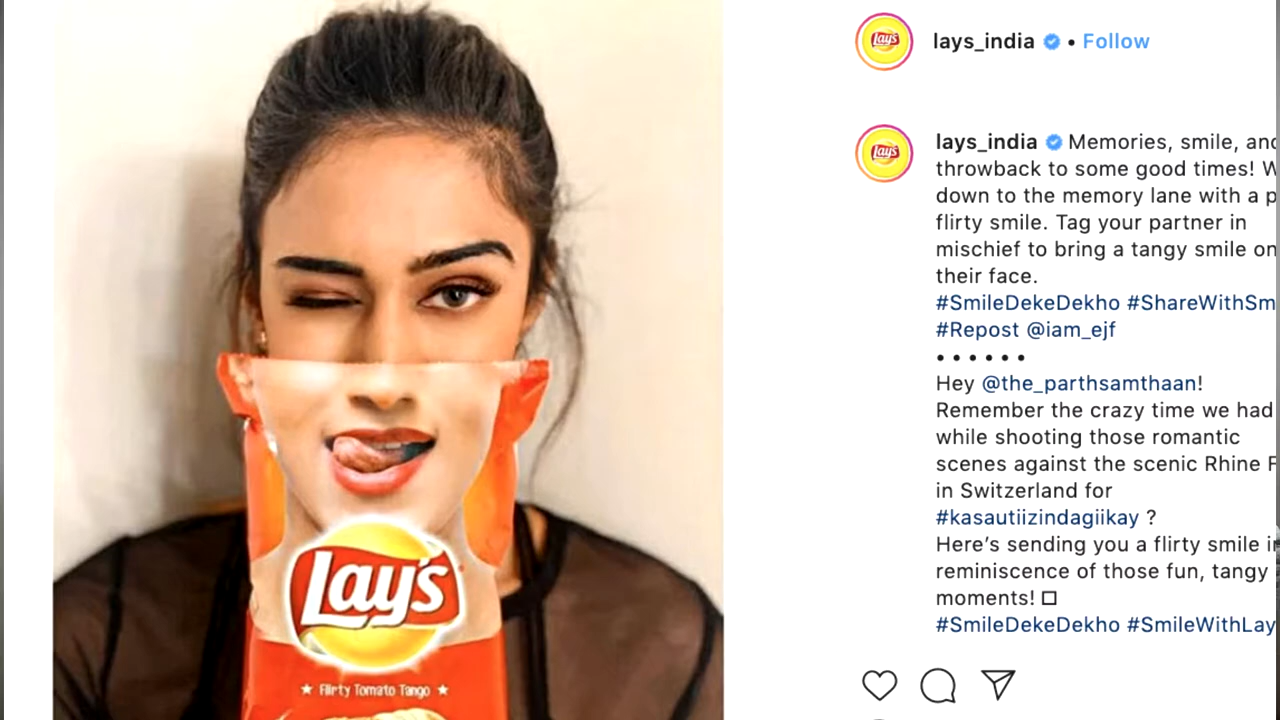 lays_india • Follow
lays_india Memories, smile, and
throwback to some good times! W
down to the memory lane with a p
flirty smile. Tag your partner in
mischief to bring a tangy smile on
their face.
#SmileDekeDekho #ShareWithSm
#Repost @iam_ejf
• • • • • •
Hey @the_parthsamthaan!
Remember the crazy time we had
while shooting those romantic
scenes against the scenic Rhine F
in Switzerland for
#kasautiizindagiikay ?
Here’s sending you a flirty smile in
reminiscence of those fun, tangy
moments! □
#SmileDekeDekho #SmileWithLay
Lay's
Lay's
Lay's
★ Flirty Tomato Tango ★